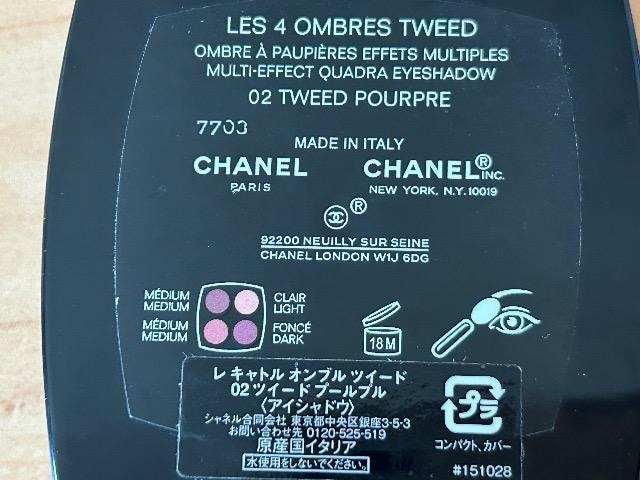 LES 4 OMBRES TWEED
OMBRE À PAUPIÈRES EFFETS MULTIPLES
MULTI-EFFECT QUADRA EYESHADOW
02 TWEED POURPRE
7703
MADE IN ITALY
CHANEL CHANEL® INC.
PARIS NEW YORK, N.Y. 10019
®
92200 NEUILLY SUR SEINE
CHANEL LONDON W1J 6DG
MÉDIUM CLAIR
MEDIUM LIGHT
MÉDIUM FONCÉ
MEDIUM DARK
18 M
レ キャトル オンブル ツイード
02 ツイード プールプル
〈アイシャドウ〉
シャネル合同会社 東京都中央区銀座3-5-3
お問い合わせ先 0120-525-519
原産国イタリア
水使用をしないでください。
プラ
コンパクト、カバー
#151028